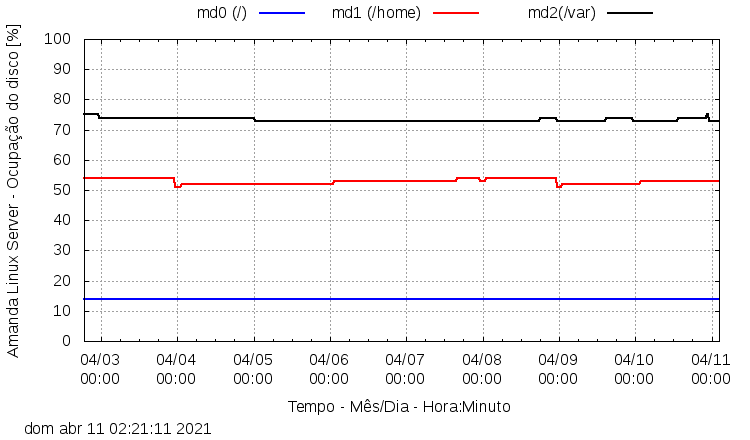 md0 (/) md1 (/home) md2(/var)
Amanda Linux Server - Ocupação do disco [%]
100
90
80
70
60
50
40
30
20
10
0
04/03 04/04 04/05 04/06 04/07 04/08 04/09 04/10 04/11
00:00 00:00 00:00 00:00 00:00 00:00 00:00 00:00 00:00
Tempo - Mês/Dia - Hora:Minuto
dom abr 11 02:21:11 2021